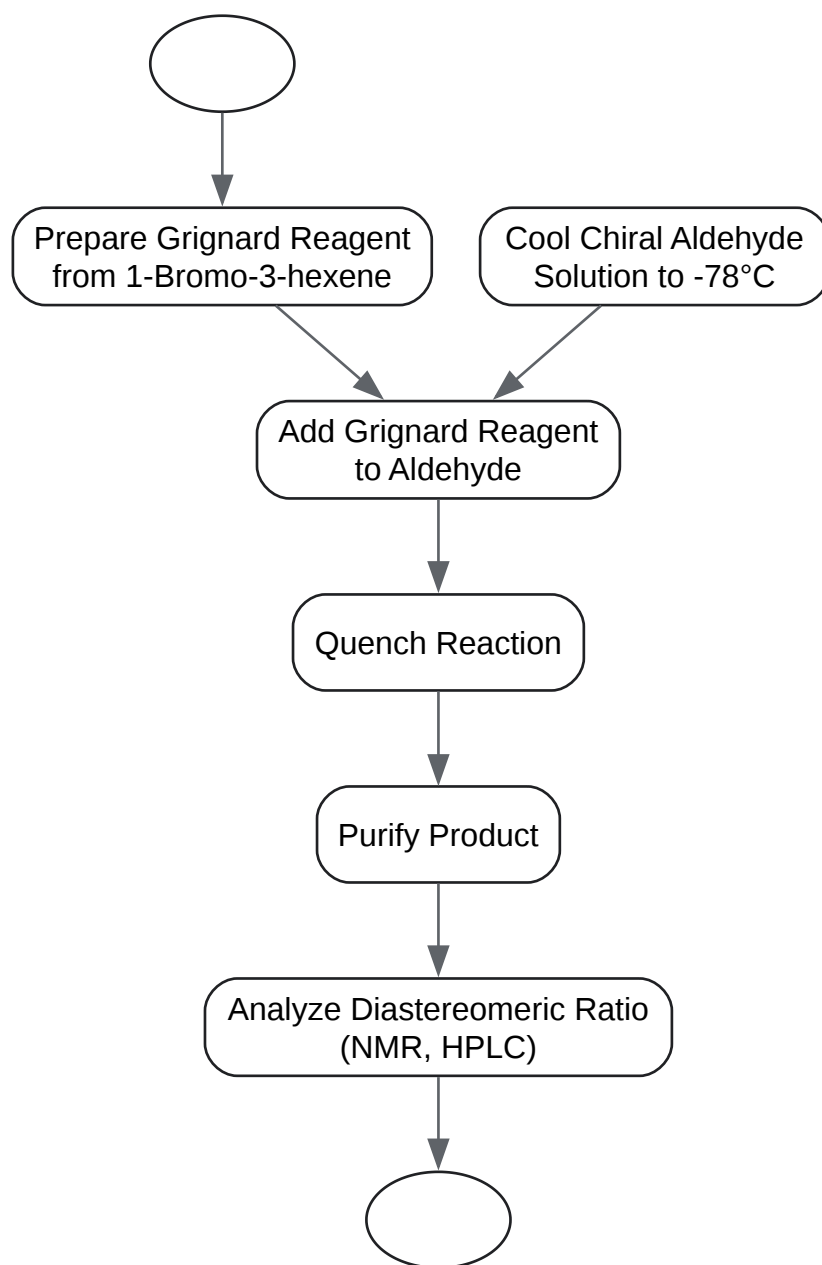 Prepare Grignard Reagent
from 1-Bromo-3-hexene
Cool Chiral Aldehyde
Solution to -78°C
Add Grignard Reagent
to Aldehyde
Quench Reaction
Purify Product
Analyze Diastereomeric Ratio
(NMR, HPLC)